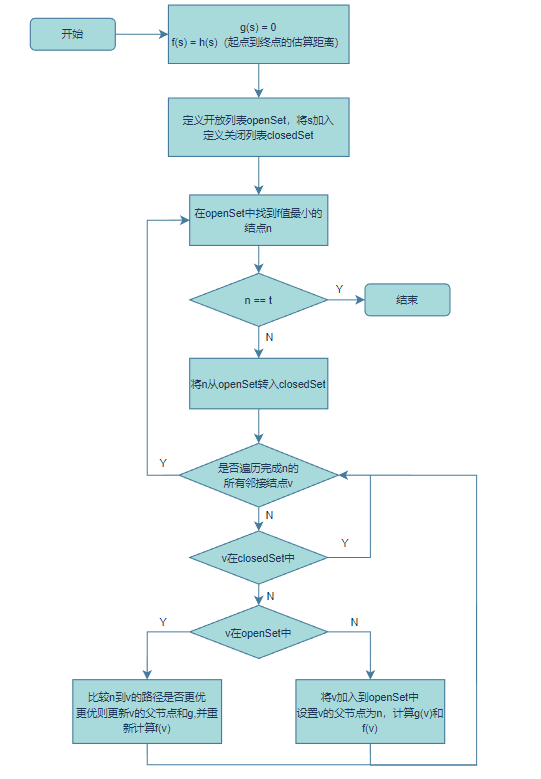 开始
g(s) = 0
f(s) = h(s)（起点到终点的估算距离）
定义开放列表openSet，将s加入
定义关闭列表closedSet
在openSet中找到f值最小的
结点n
n == t
Y
结束
N
将n从openSet转入closedSet
是否遍历完成n的
所有邻接结点v
Y
N
v在closedSet中
Y
N
v在openSet中
Y
N
比较n到v的路径是否更优
更优则更新v的父节点和g,并重
新计算f(v)
将v加入到openSet中
设置v的父节点为n，计算g(v)和
f(v)